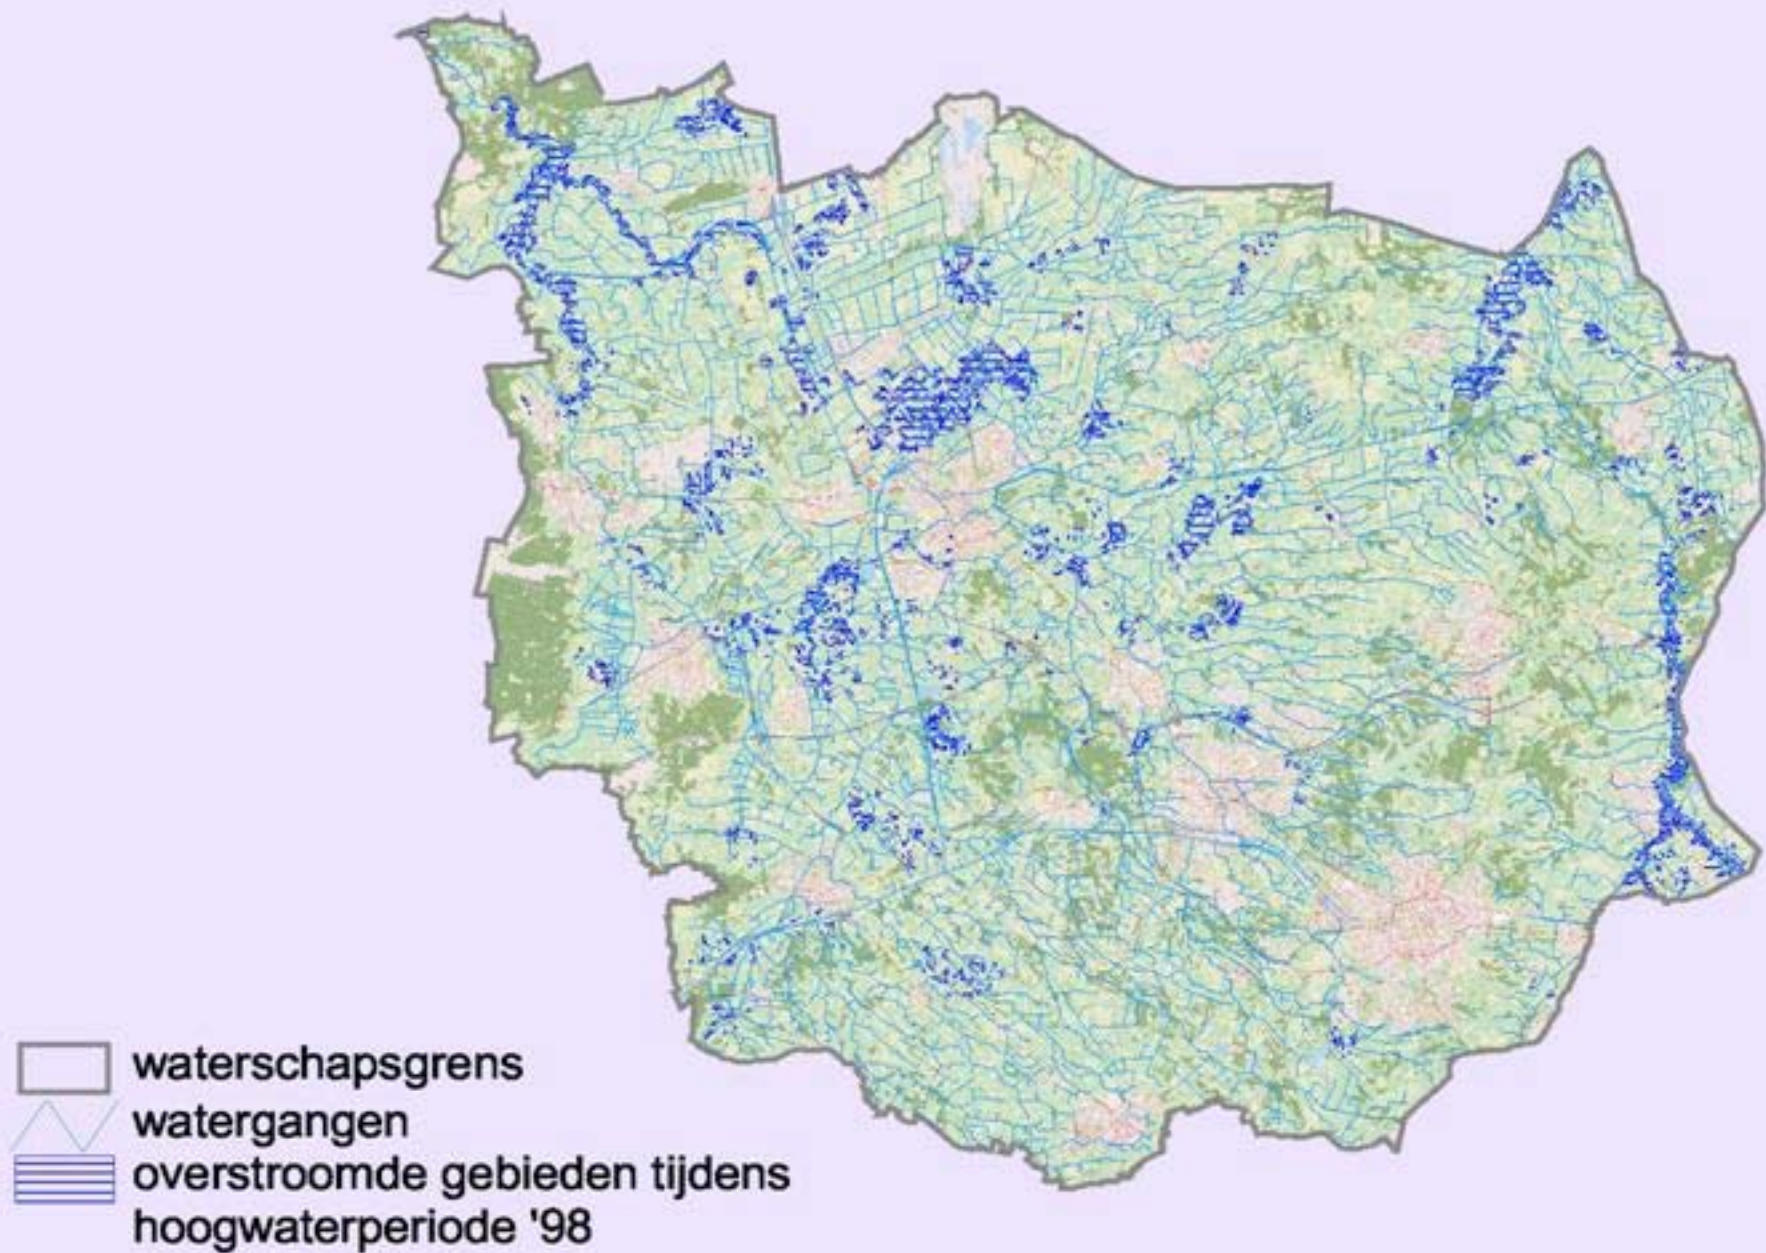 waterschapsgrens
watergangen
overstroomde gebieden tijdens
hoogwaterperiode '98